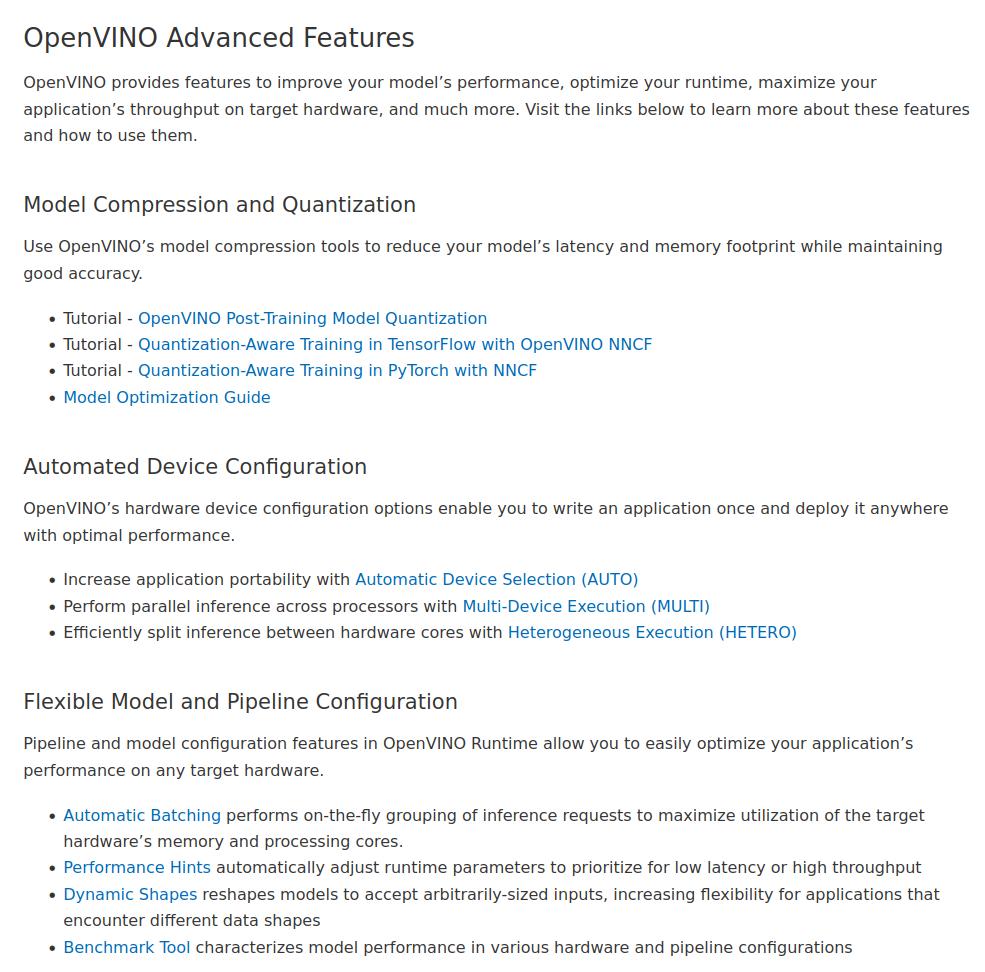 OpenVINO Advanced Features
OpenVINO provides features to improve your model’s performance, optimize your runtime, maximize your
application’s throughput on target hardware, and much more. Visit the links below to learn more about these features
and how to use them.
Model Compression and Quantization
Use OpenVINO’s model compression tools to reduce your model’s latency and memory footprint while maintaining
good accuracy.
• Tutorial - OpenVINO Post-Training Model Quantization
• Tutorial - Quantization-Aware Training in TensorFlow with OpenVINO NNCF
• Tutorial - Quantization-Aware Training in PyTorch with NNCF
• Model Optimization Guide
Automated Device Configuration
OpenVINO’s hardware device configuration options enable you to write an application once and deploy it anywhere
with optimal performance.
• Increase application portability with Automatic Device Selection (AUTO)
• Perform parallel inference across processors with Multi-Device Execution (MULTI)
• Efficiently split inference between hardware cores with Heterogeneous Execution (HETERO)
Flexible Model and Pipeline Configuration
Pipeline and model configuration features in OpenVINO Runtime allow you to easily optimize your application’s
performance on any target hardware.
• Automatic Batching performs on-the-fly grouping of inference requests to maximize utilization of the target
hardware’s memory and processing cores.
• Performance Hints automatically adjust runtime parameters to prioritize for low latency or high throughput
• Dynamic Shapes reshapes models to accept arbitrarily-sized inputs, increasing flexibility for applications that
encounter different data shapes
• Benchmark Tool characterizes model performance in various hardware and pipeline configurations